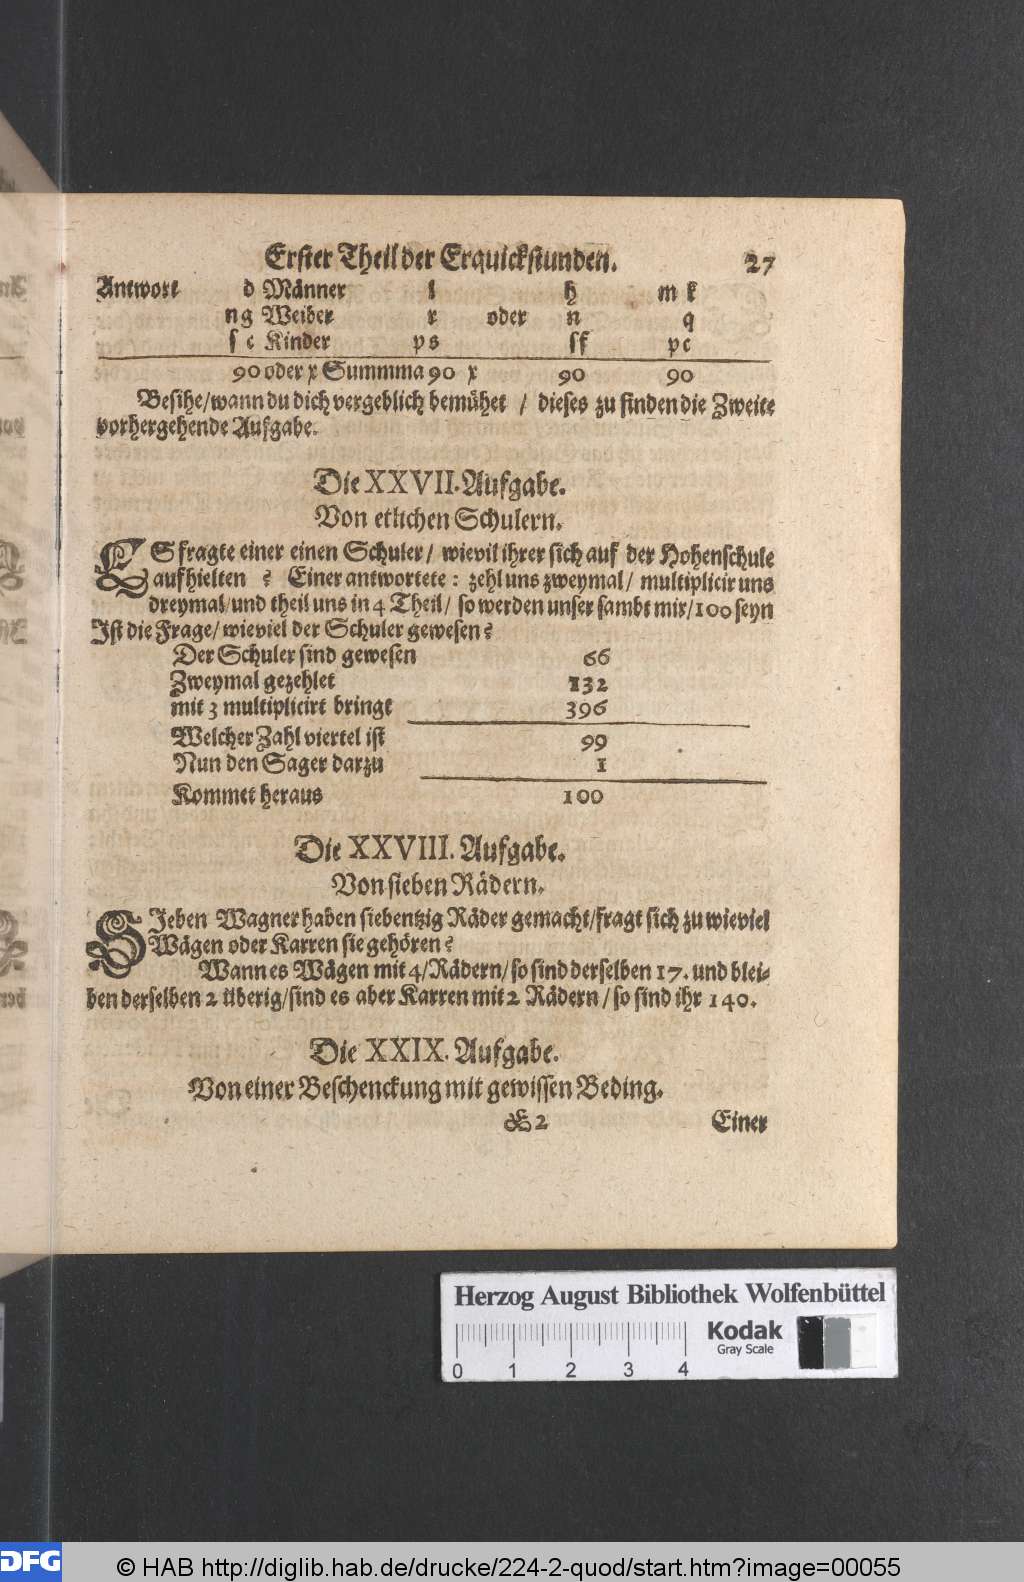 Erster Theil der Erquickstunden. 27
Antwort d Männer l h m k
n g Weiber r oder n q
s c Kinder p s s f p c
90 oder x Summma 90 x 90 90
Besihe/wann du dich vergeblich bemühet / dieses zu finden die Zweite
vorhergehende Aufgabe.
Die XXVII. Aufgabe.
Von etlichen Schulern.
ES fragte einer einen Schuler/ wievil ihrer sich auf der Hohenschule
aufhielten ? Einer antwortete : zehl uns zweymal/ multiplicir uns
dreymal/und theil uns in 4 Theil/ so werden unser sambt mir/100 seyn
Ist die Frage/ wieviel der Schuler gewesen?
Der Schuler sind gewesen 66
Zweymal gezehlet 132
mit 3 multiplicirt bringt 396
Welcher Zahl viertel ist 99
Nun den Sager darzu 1
Kommet heraus 100
Die XXVIII. Aufgabe.
Von sieben Rädern.
SJeben Wagner haben siebentzig Räder gemacht/fragt sich zu wieviel
Wägen oder Karren sie gehören?
Wann es Wägen mit 4/Rädern/ so sind derselben 17. und blei-
ben derselben 2 überig/sind es aber Karren mit 2 Rädern /so sind ihr 140.
Die XXIX. Aufgabe.
Von einer Beschenckung mit gewissen Beding.
E 2 Einer
Herzog August Bibliothek Wolfenbüttel
Kodak
Gray Scale
0 1 2 3 4
DFG
© HAB http://diglib.hab.de/drucke/224-2-quod/start.htm?image=00055